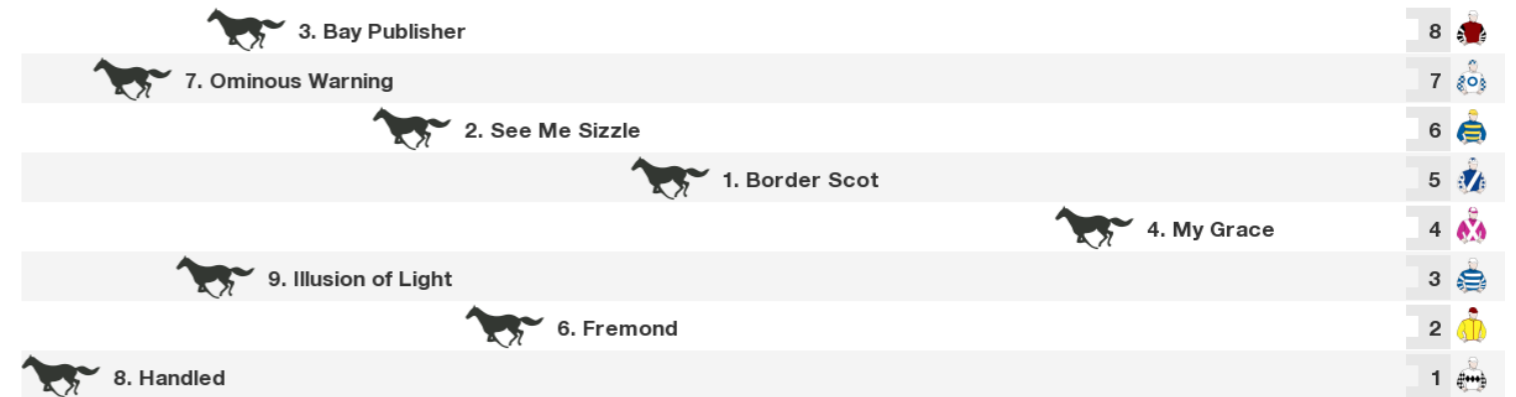 3. Bay Publisher 8
7. Ominous Warning 7
2. See Me Sizzle 6
1. Border Scot 5
4. My Grace 4
9. Illusion of Light 3
6. Fremond 2
8. Handled 1